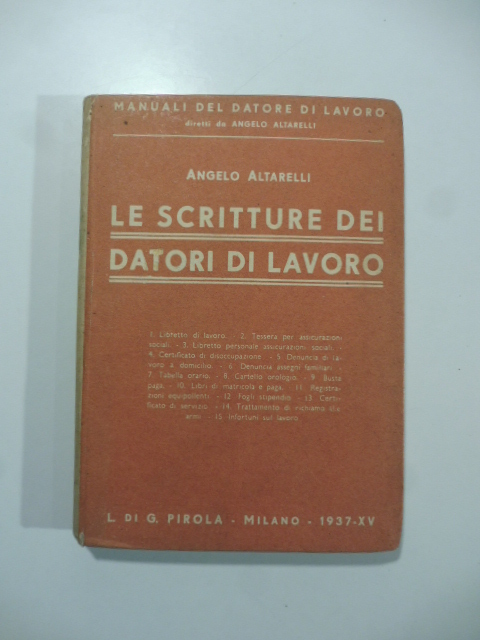 MANUALI DEL DATORE DI LAVORO
diretti da ANGELO ALTARELLI
ANGELO ALTARELLI
LE SCRITTURE DEI
DATORI DI LAVORO
1. Libretto di lavoro. - 2. Tessera per assicurazioni
sociali. - 3. Libretto personale assicurazioni sociali. -
4. Certificato di disoccupazione. - 5. Denuncia di la-
voro a domicilio. - 6. Denuncia assegni familiari. -
7. Tabella orario. - 8. Cartello orologio. - 9. Busta
paga. - 10. Libri di matricola e paga. - 11. Registra-
zioni equipollenti. - 12. Fogli stipendio. - 13. Certi-
ficato di servizio. - 14. Trattamento di richiamo alle
armi. - 15. Infortuni sul lavoro.
L. DI G. PIROLA - MILANO - 1937-XV